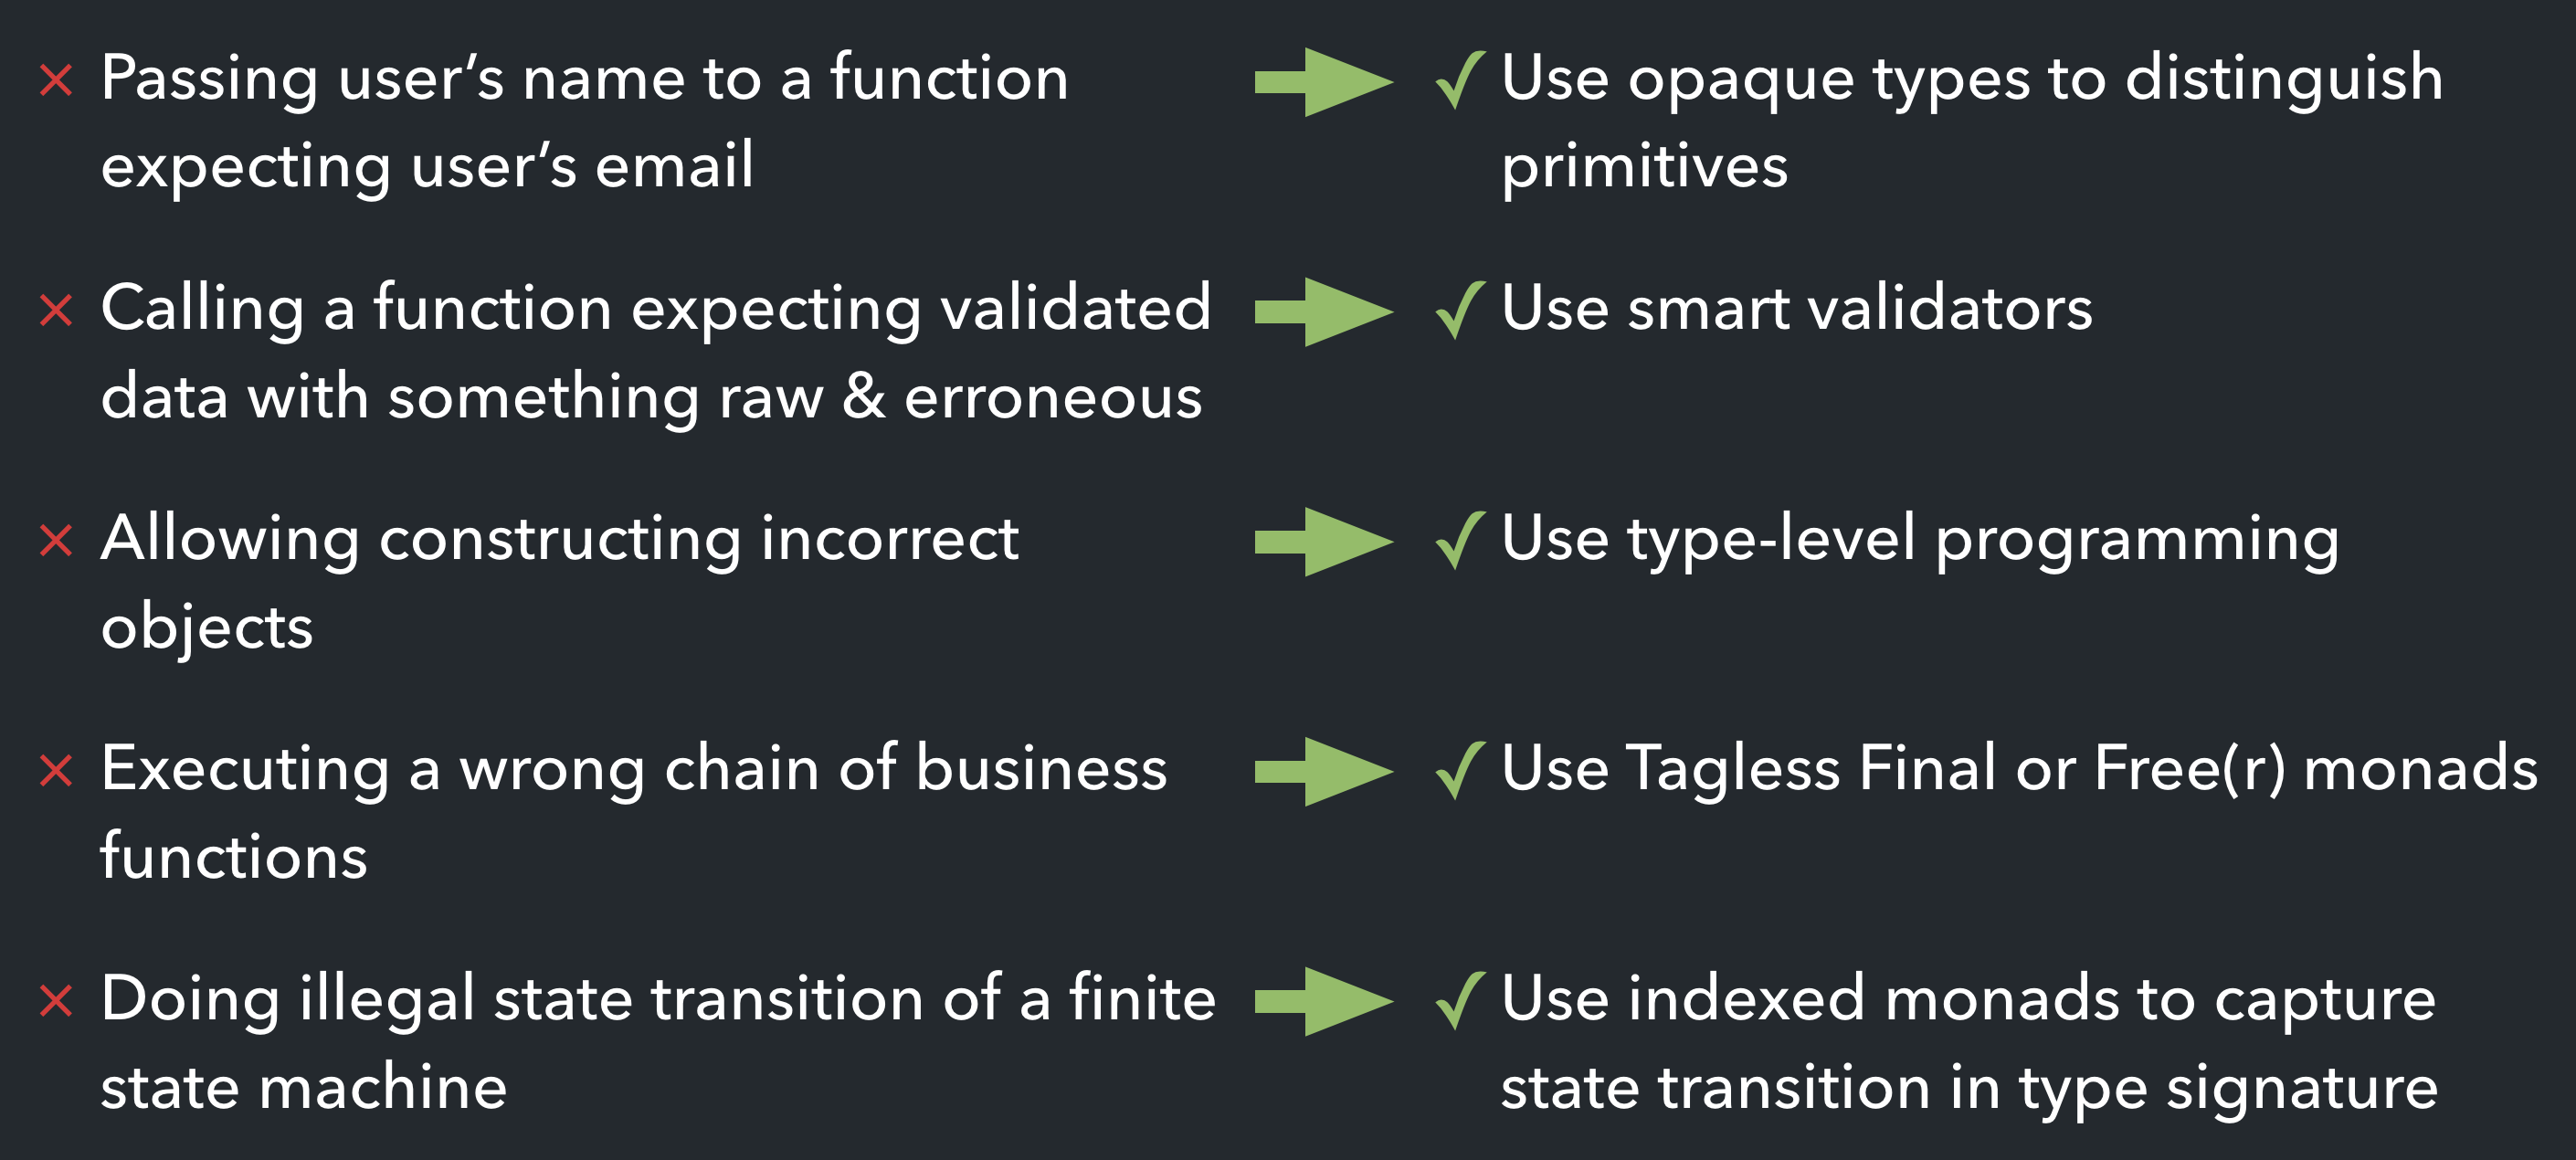 × Passing user’s name to a function
expecting user’s email
✓ Use opaque types to distinguish
primitives
× Calling a function expecting validated
data with something raw & erroneous
✓ Use smart validators
× Allowing constructing incorrect
objects
✓ Use type-level programming
× Executing a wrong chain of business
functions
✓ Use Tagless Final or Free(r) monads
× Doing illegal state transition of a finite
state machine
✓ Use indexed monads to capture
state transition in type signature